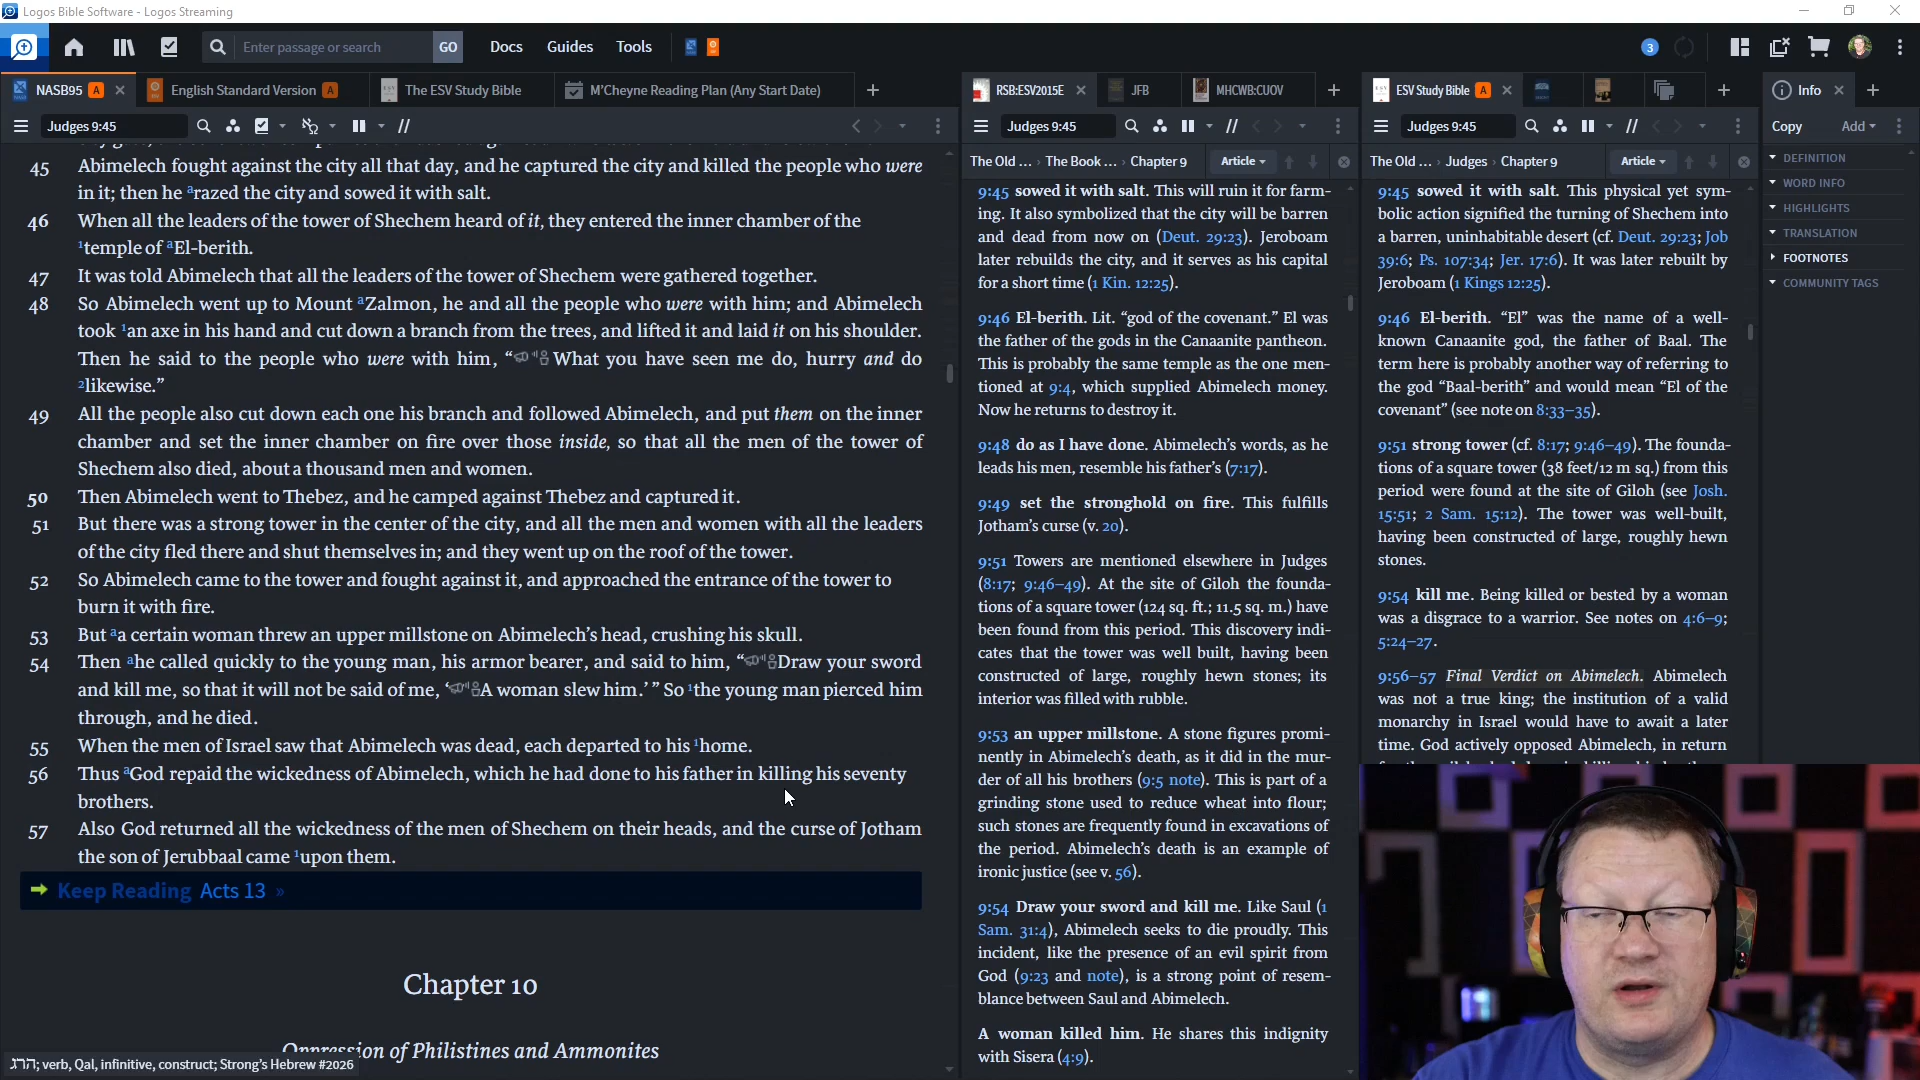 Logos Bible Software - Logos Streaming
Enter passage or search
GO
Docs
Guides
Tools
3
NASB95 A
English Standard Version A
The ESV Study Bible
M'Cheyne Reading Plan (Any Start Date)
RSB:ESV2015E
JFB
MHCWB:CUOV
ESV Study Bible A
Info
Judges 9:45
Judges 9:45
Judges 9:45
Copy
Add
45 Abimelech fought against the city all that day, and he captured the city and killed the people who were
in it; then he ᵃrazed the city and sowed it with salt.
46 When all the leaders of the tower of Shechem heard of it, they entered the inner chamber of the
¹temple of ᵃEl-berith.
47 It was told Abimelech that all the leaders of the tower of Shechem were gathered together.
48 So Abimelech went up to Mount ᵃZalmon, he and all the people who were with him; and Abimelech
took ¹an axe in his hand and cut down a branch from the trees, and lifted it and laid it on his shoulder.
Then he said to the people who were with him, “What you have seen me do, hurry and do
²likewise.”
49 All the people also cut down each one his branch and followed Abimelech, and put them on the inner
chamber and set the inner chamber on fire over those inside, so that all the men of the tower of
Shechem also died, about a thousand men and women.
50 Then Abimelech went to Thebez, and he camped against Thebez and captured it.
51 But there was a strong tower in the center of the city, and all the men and women with all the leaders
of the city fled there and shut themselves in; and they went up on the roof of the tower.
52 So Abimelech came to the tower and fought against it, and approached the entrance of the tower to
burn it with fire.
53 But ᵃa certain woman threw an upper millstone on Abimelech’s head, crushing his skull.
54 Then ᵃhe called quickly to the young man, his armor bearer, and said to him, “Draw your sword
and kill me, so that it will not be said of me, ‘A woman slew him.’ ” So ¹the young man pierced him
through, and he died.
55 When the men of Israel saw that Abimelech was dead, each departed to his ¹home.
56 Thus ᵃGod repaid the wickedness of Abimelech, which he had done to his father in killing his seventy
brothers.
57 Also God returned all the wickedness of the men of Shechem on their heads, and the curse of Jotham
the son of Jerubbaal came ¹upon them.
Keep Reading Acts 13 »
Chapter 10
Oppression of Philistines and Ammonites
הרג; verb, Qal, infinitive, construct; Strong’s Hebrew #2026
The Old ... › The Book ... › Chapter 9
Article
9:45 sowed it with salt. This will ruin it for farm-
ing. It also symbolized that the city will be barren
and dead from now on (Deut. 29:23). Jeroboam
later rebuilds the city, and it serves as his capital
for a short time (1 Kin. 12:25).
9:46 El-berith. Lit. “god of the covenant.” El was
the father of the gods in the Canaanite pantheon.
This is probably the same temple as the one men-
tioned at 9:4, which supplied Abimelech money.
Now he returns to destroy it.
9:48 do as I have done. Abimelech’s words, as he
leads his men, resemble his father’s (7:17).
9:49 set the stronghold on fire. This fulfills
Jotham’s curse (v. 20).
9:51 Towers are mentioned elsewhere in Judges
(8:17; 9:46–49). At the site of Giloh the founda-
tions of a square tower (124 sq. ft.; 11.5 sq. m.) have
been found from this period. This discovery indi-
cates that the tower was well built, having been
constructed of large, roughly hewn stones; its
interior was filled with rubble.
9:53 an upper millstone. A stone figures promi-
nently in Abimelech’s death, as it did in the mur-
der of all his brothers (9:5 note). This is part of a
grinding stone used to reduce wheat into flour;
such stones are frequently found in excavations of
the period. Abimelech’s death is an example of
ironic justice (see v. 56).
9:54 Draw your sword and kill me. Like Saul (1
Sam. 31:4), Abimelech seeks to die proudly. This
incident, like the presence of an evil spirit from
God (9:23 and note), is a strong point of resem-
blance between Saul and Abimelech.
A woman killed him. He shares this indignity
with Sisera (4:9).
The Old ... › Judges › Chapter 9
Article
9:45 sowed it with salt. This physical yet sym-
bolic action signified the turning of Shechem into
a barren, uninhabitable desert (cf. Deut. 29:23; Job
39:6; Ps. 107:34; Jer. 17:6). It was later rebuilt by
Jeroboam (1 Kings 12:25).
9:46 El-berith. “El” was the name of a well-
known Canaanite god, the father of Baal. The
term here is probably another way of referring to
the god “Baal-berith” and would mean “El of the
covenant” (see note on 8:33–35).
9:51 strong tower (cf. 8:17; 9:46–49). The founda-
tions of a square tower (38 feet/12 m sq.) from this
period were found at the site of Giloh (see Josh.
15:51; 2 Sam. 15:12). The tower was well-built,
having been constructed of large, roughly hewn
stones.
9:54 kill me. Being killed or bested by a woman
was a disgrace to a warrior. See notes on 4:6–9;
5:24–27.
9:56–57 Final Verdict on Abimelech. Abimelech
was not a true king; the institution of a valid
monarchy in Israel would have to await a later
time. God actively opposed Abimelech, in return
DEFINITION
WORD INFO
HIGHLIGHTS
TRANSLATION
FOOTNOTES
COMMUNITY TAGS